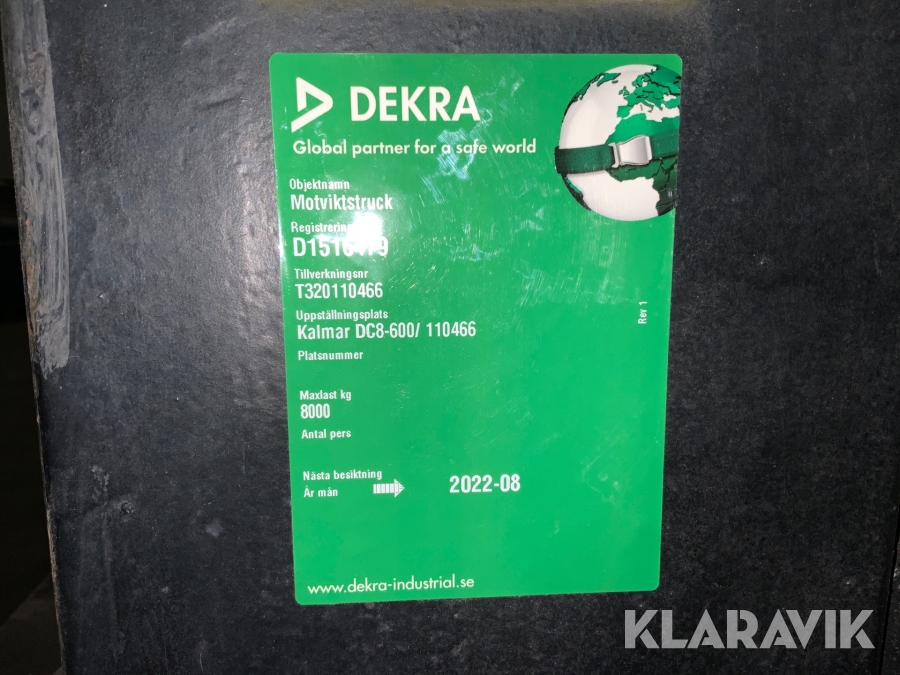 DEKRA
Global partner for a safe world
Objektnamn
Motviktstruck
Tillverkningsnr
T320110466
Uppställningsplats
Kalmar DC8-600/ 110466
Platsnummer
Maxlast kg
8000
Antal pers
Nästa besiktning
År mån
2022-08
www.dekra-industrial.se
Rev 1
KLARAVIK